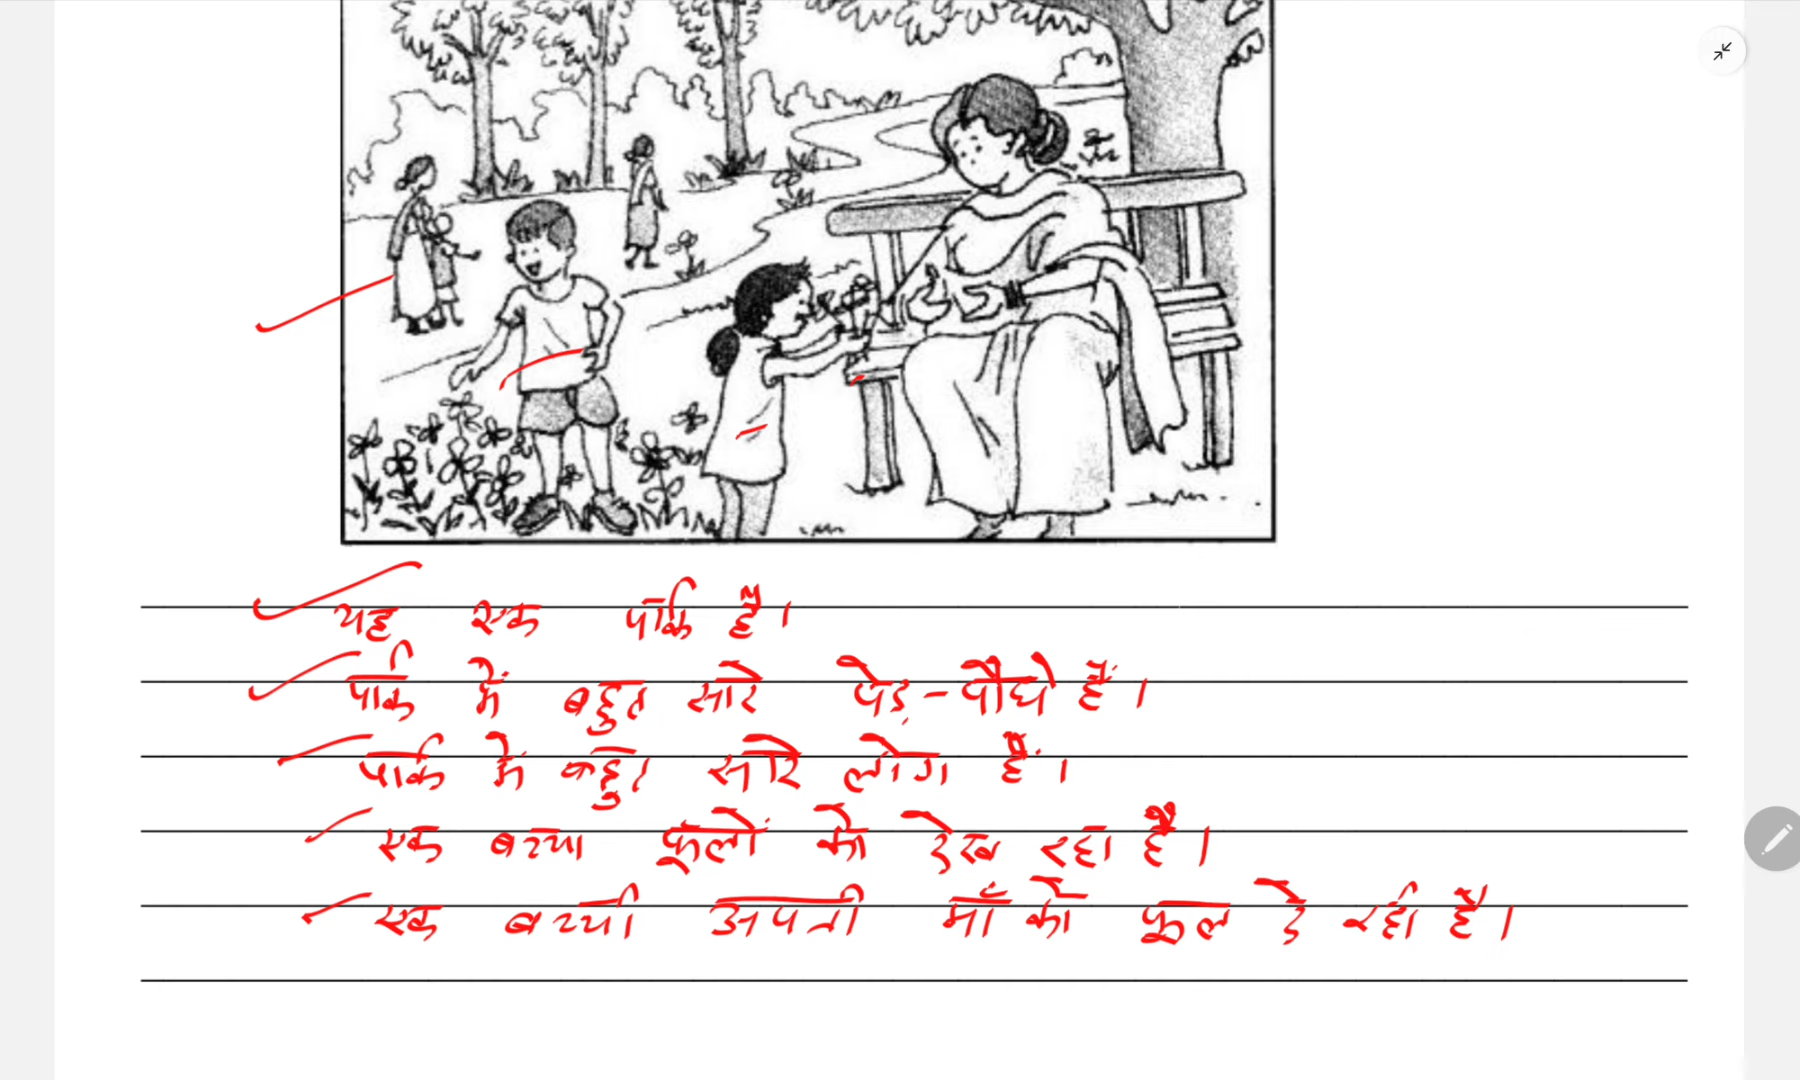 यह एक पार्क है।
पार्क में बहुत सारे पेड़-पौधे हैं।
पार्क में बहुत सारे लोग हैं।
एक बच्चा फूलों को देख रहा है।
एक बच्ची अपनी माँ को फूल दे रही है।